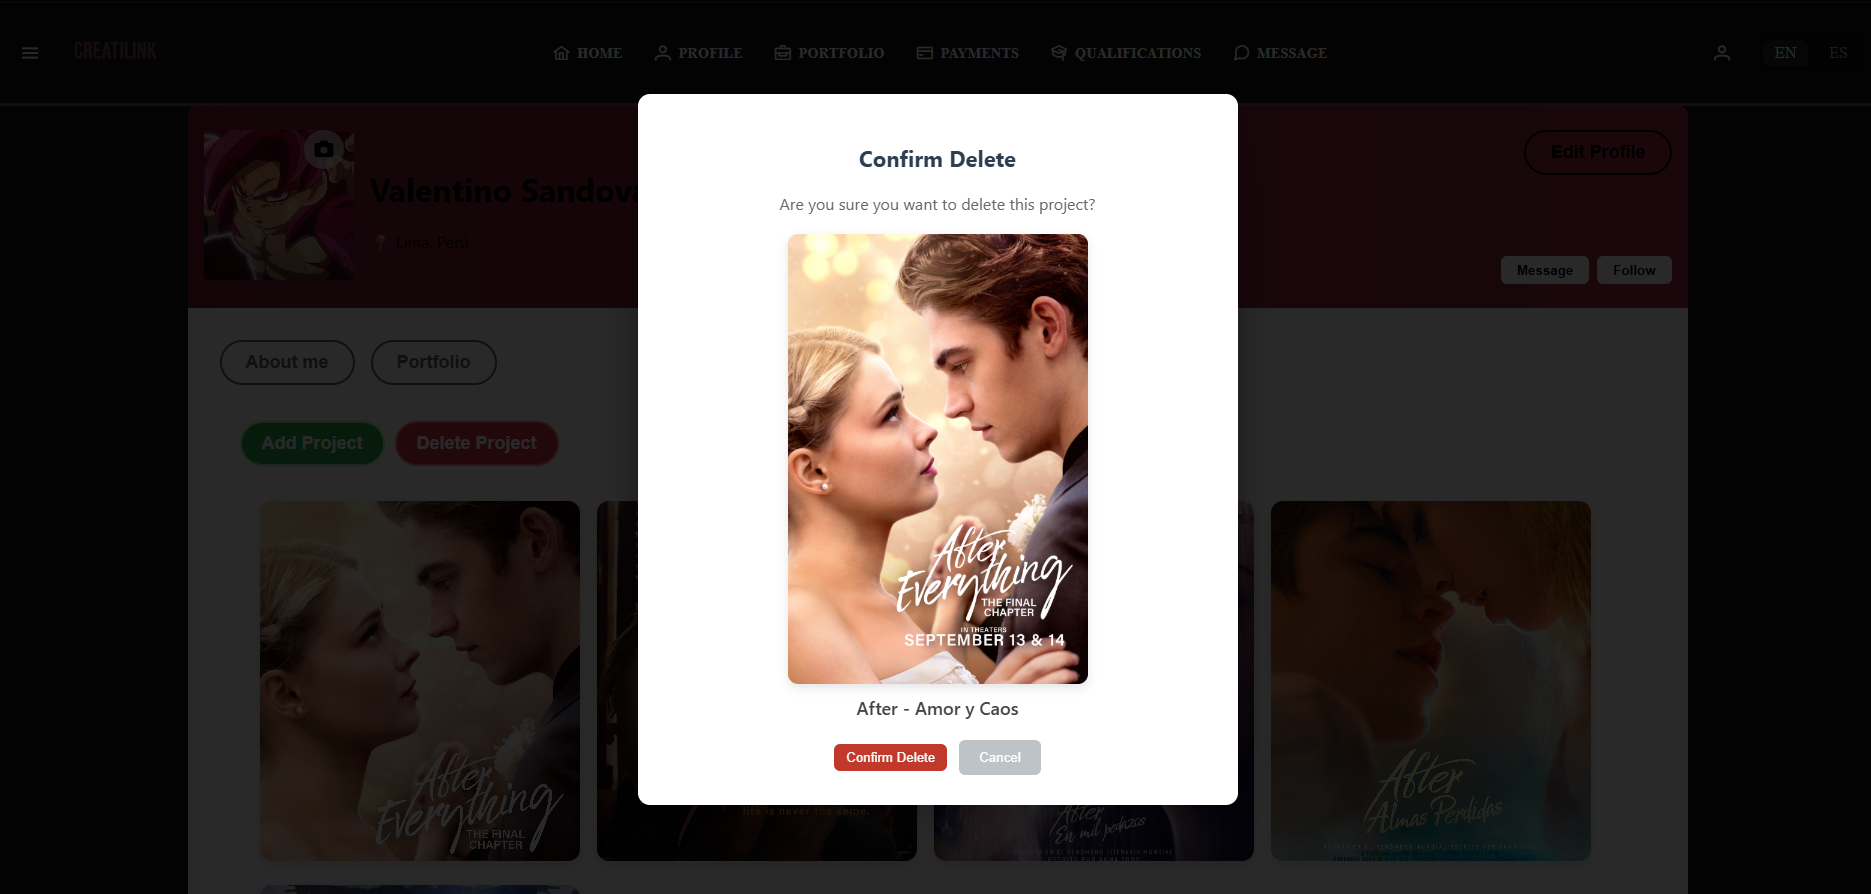 CREATILINK
HOME
PROFILE
PORTFOLIO
PAYMENTS
QUALIFICATIONS
MESSAGE
EN
ES
Valentino Sandova
Lima, Perú
Edit Profile
Message
Follow
About me
Portfolio
Add Project
Delete Project
Confirm Delete
Are you sure you want to delete this project?
After
Everything
THE FINAL
CHAPTER
IN THEATERS
SEPTEMBER 13 & 14
After - Amor y Caos
Confirm Delete
Cancel
After
Everything
THE FINAL
CHAPTER
life is never the same.
After
En mil pedazos
After
Almas Perdidas